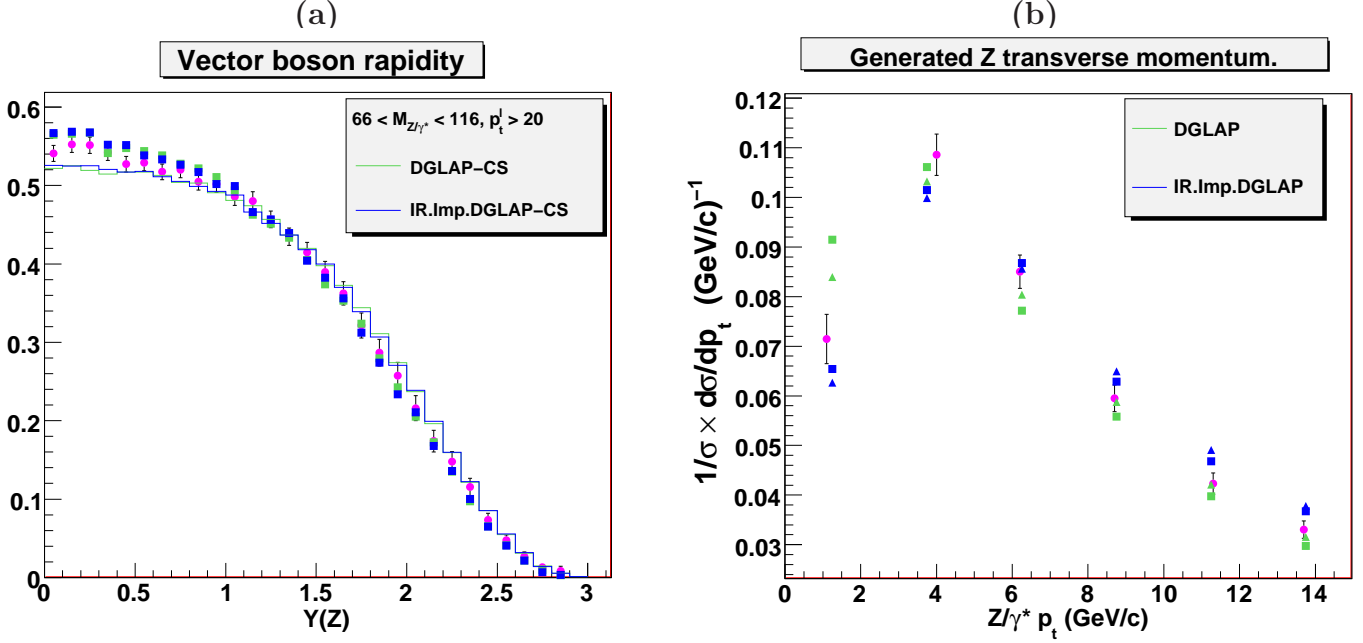 (a)
Vector boson rapidity
0.6
0.5
0.4
0.3
0.2
0.1
0
66 < M_{Z/γ*} < 116, p_t^l > 20
DGLAP−CS
IR.Imp.DGLAP−CS
0 0.5 1 1.5 2 2.5 3
Y(Z)
(b)
Generated Z transverse momentum.
1/σ × dσ/dp_t (GeV/c)^{−1}
0.12
0.11
0.1
0.09
0.08
0.07
0.06
0.05
0.04
0.03
DGLAP
IR.Imp.DGLAP
0 2 4 6 8 10 12 14
Z/γ* p_t (GeV/c)